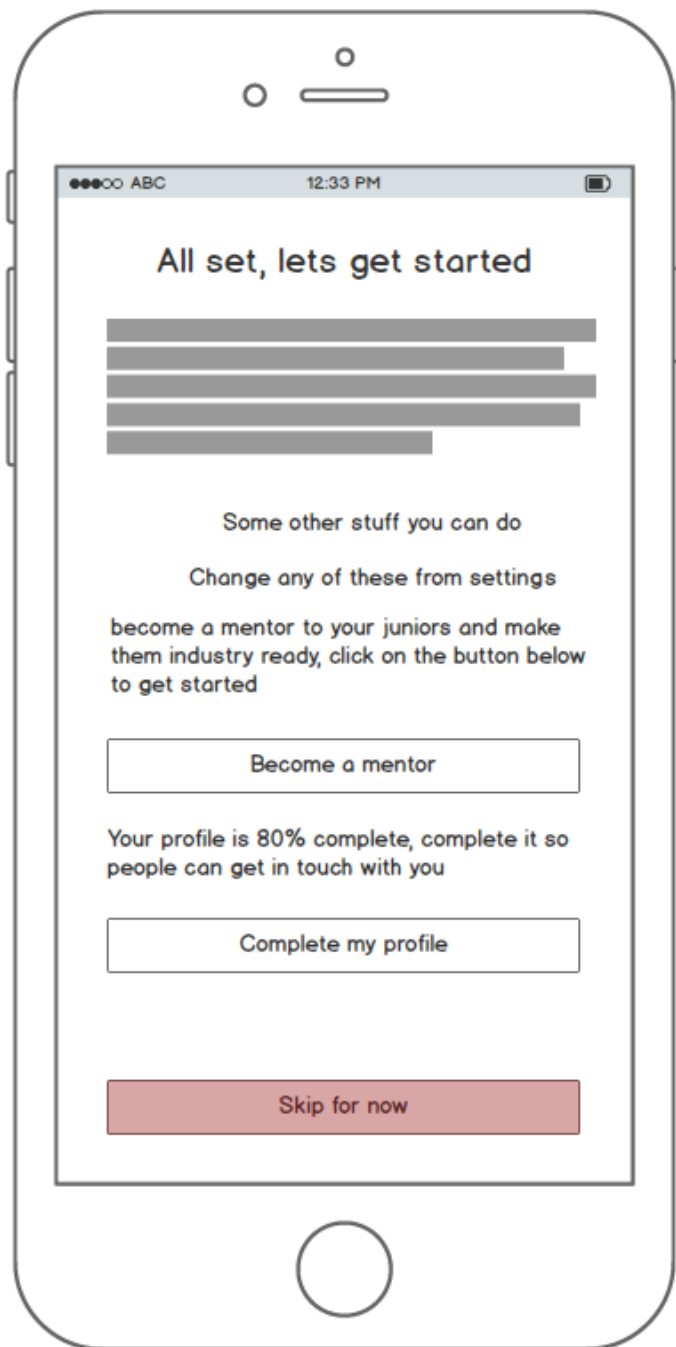 ABC 12:33 PM
All set, lets get started
Some other stuff you can do
Change any of these from settings
become a mentor to your juniors and make
them industry ready, click on the button below
to get started
Become a mentor
Your profile is 80% complete, complete it so
people can get in touch with you
Complete my profile
Skip for now